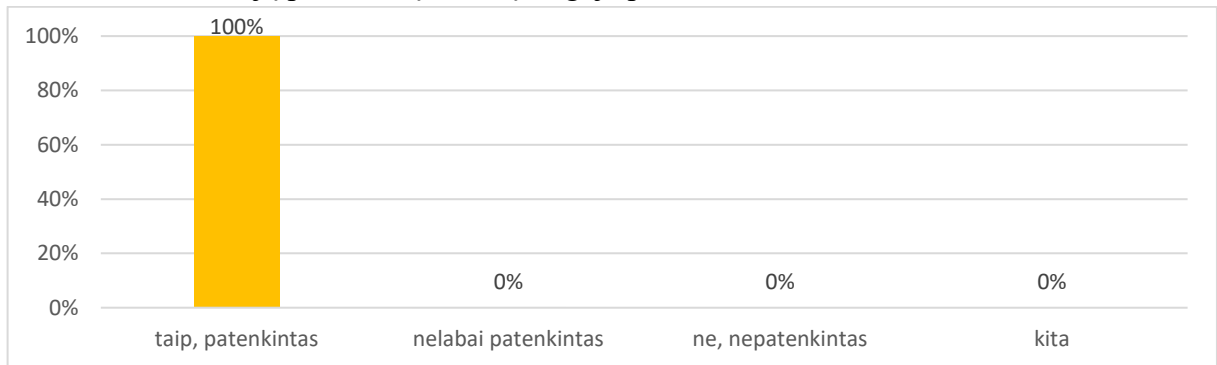 100%
100%
80%
60%
40%
20%
0%
0%
0%
0%
taip, patenkintas
nelabai patenkintas
ne, nepatenkintas
kita